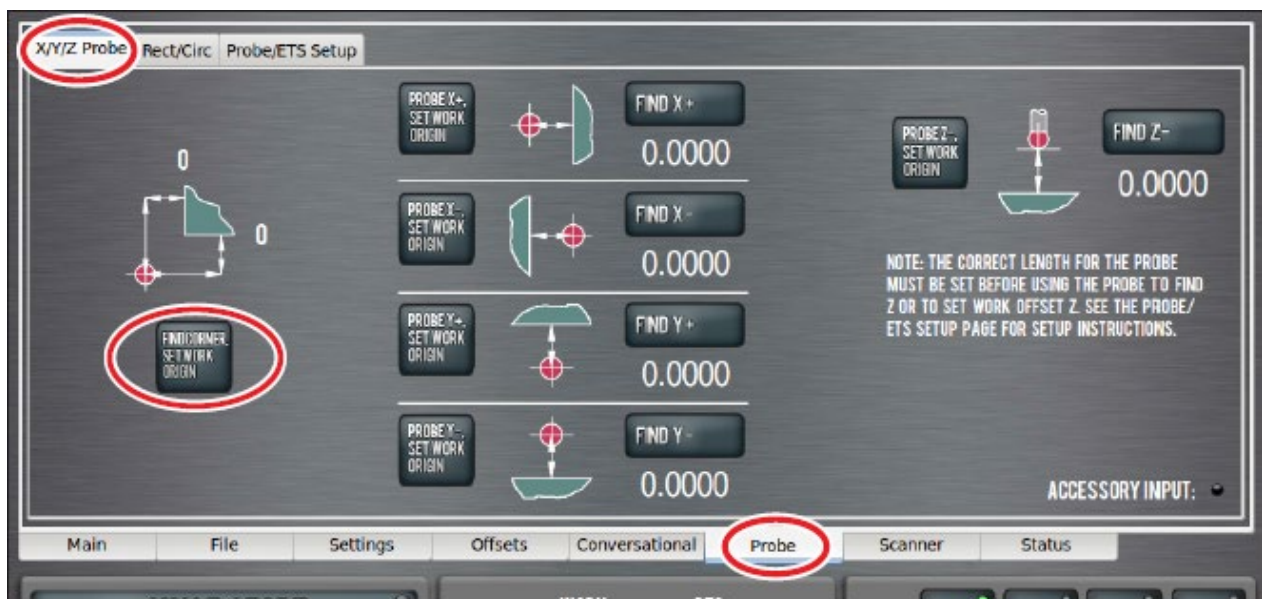 X/Y/Z Probe Rect/Circ Probe/ETS Setup
0
0
FIND CORNER,
SET WORK
ORIGIN
PROBE X+,
SET WORK
ORIGIN
FIND X+
0.0000
PROBE X-,
SET WORK
ORIGIN
FIND X-
0.0000
PROBE Y+,
SET WORK
ORIGIN
FIND Y+
0.0000
PROBE Y-,
SET WORK
ORIGIN
FIND Y-
0.0000
PROBE Z-,
SET WORK
ORIGIN
FIND Z-
0.0000
NOTE: THE CORRECT LENGTH FOR THE PROBE
MUST BE SET BEFORE USING THE PROBE TO FIND
Z OR TO SET WORK OFFSET Z. SEE THE PROBE/
ETS SETUP PAGE FOR SETUP INSTRUCTIONS.
ACCESSORY INPUT:
Main File Settings Offsets Conversational Probe Scanner Status